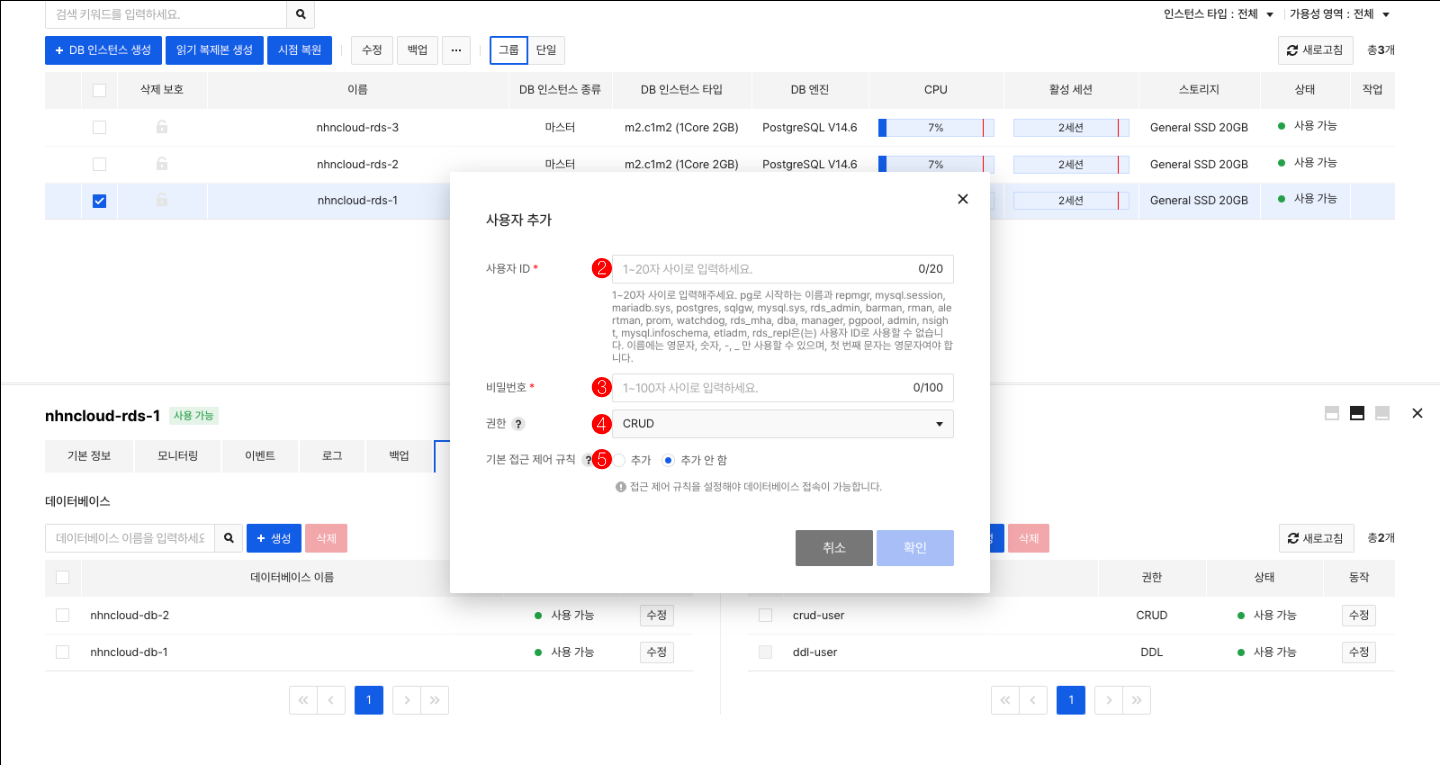 검색 키워드를 입력하세요.
인스턴스 타입 : 전체 가용성 영역 : 전체
+ DB 인스턴스 생성 읽기 복제본 생성 시점 복원 수정 백업 ... 그룹 단일 새로고침 총3개
삭제 보호 이름 DB 인스턴스 종류 DB 인스턴스 타입 DB 엔진 CPU 활성 세션 스토리지 상태 작업
nhncloud-rds-3 마스터 m2.c1m2 (1Core 2GB) PostgreSQL V14.6 7% 2세션 General SSD 20GB 사용 가능
nhncloud-rds-2 마스터 m2.c1m2 (1Core 2GB) PostgreSQL V14.6 7% 2세션 General SSD 20GB 사용 가능
nhncloud-rds-1 2세션 General SSD 20GB 사용 가능
사용자 추가
사용자 ID * 2 1~20자 사이로 입력하세요. 0/20
1~20자 사이로 입력해주세요. pg로 시작하는 이름과 repmgr, mysql.session,
mariadb.sys, postgres, sqlgw, mysql.sys, rds_admin, barman, rman, ale
rtman, prom, watchdog, rds_mha, dba, manager, pgpool, admin, nsigh
t, mysql.infoschema, etladm, rds_repl은(는) 사용자 ID로 사용할 수 없습니
다. 이름에는 영문자, 숫자, -, _ 만 사용할 수 있으며, 첫 번째 문자는 영문자여야 합
니다.
비밀번호 * 3 1~100자 사이로 입력하세요. 0/100
권한 ? 4 CRUD
기본 접근 제어 규칙 ? 5 추가 추가 안 함
접근 제어 규칙을 설정해야 데이터베이스 접속이 가능합니다.
취소 확인
nhncloud-rds-1 사용 가능
기본 정보 모니터링 이벤트 로그 백업
데이터베이스
데이터베이스 이름을 입력하세요 + 생성 삭제
삭제 새로고침 총2개
데이터베이스 이름
권한 상태 동작
nhncloud-db-2 사용 가능 수정
crud-user CRUD 사용 가능 수정
nhncloud-db-1 사용 가능 수정
ddl-user DDL 사용 가능 수정
1
1